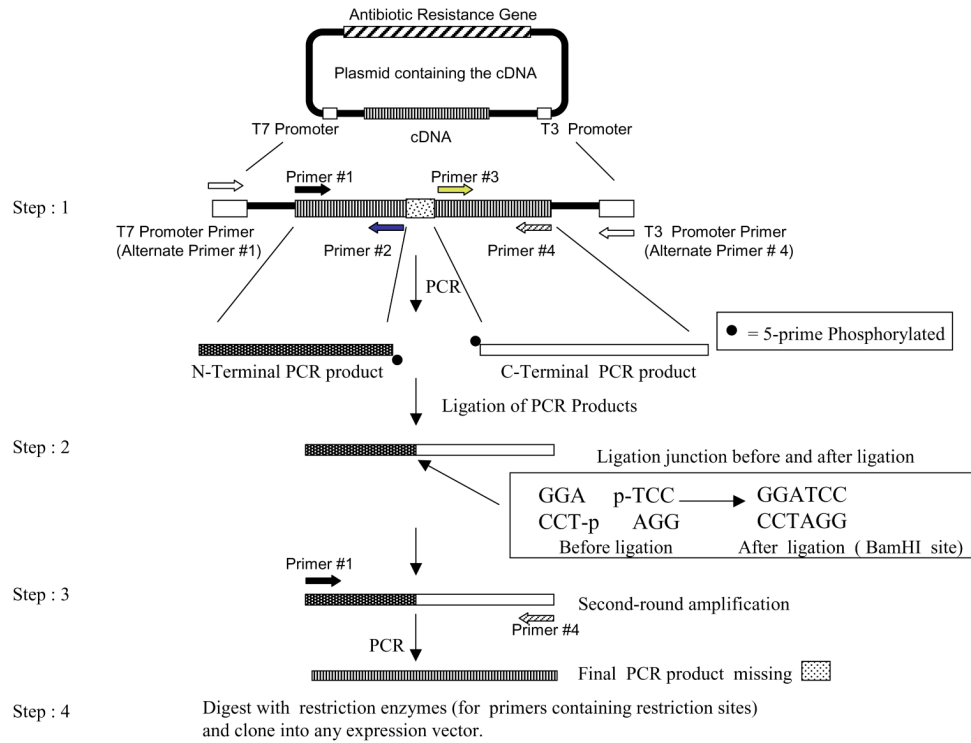 Antibiotic Resistance Gene
Plasmid containing the cDNA
T7 Promoter
cDNA
T3 Promoter
Step : 1
Primer #1
Primer #3
T7 Promoter Primer
(Alternate Primer #1)
Primer #2
Primer #4
T3 Promoter Primer
(Alternate Primer # 4)
PCR
= 5-prime Phosphorylated
N-Terminal PCR product
C-Terminal PCR product
Ligation of PCR Products
Step : 2
Ligation junction before and after ligation
GGA p-TCC GGATCC
CCT-p AGG CCTAGG
Before ligation After ligation ( BamHI site)
Primer #1
Step : 3
Second-round amplification
Primer #4
PCR
Final PCR product missing
Step : 4
Digest with restriction enzymes (for primers containing restriction sites)
and clone into any expression vector.